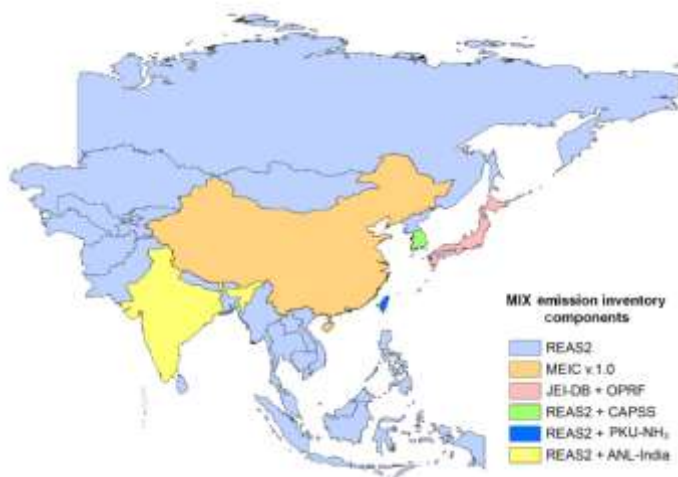 MIX emission inventory
components
REAS2
MEIC v.1.0
JEI-DB + OPRF
REAS2 + CAPSS
REAS2 + PKU-NH₃
REAS2 + ANL-India